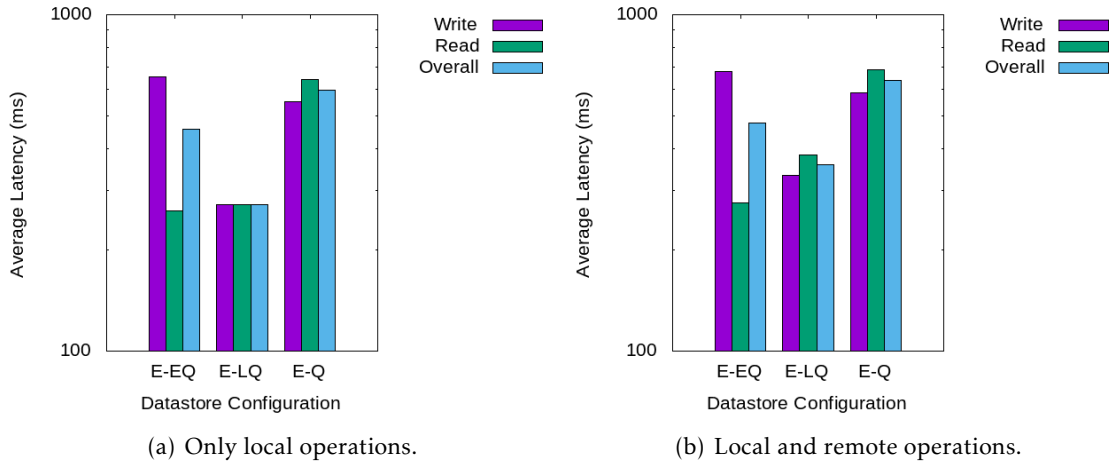 1000
100
Average Latency (ms)
E-EQ E-LQ E-Q
Datastore Configuration
Write
Read
Overall
(a) Only local operations.
1000
100
Average Latency (ms)
E-EQ E-LQ E-Q
Datastore Configuration
Write
Read
Overall
(b) Local and remote operations.